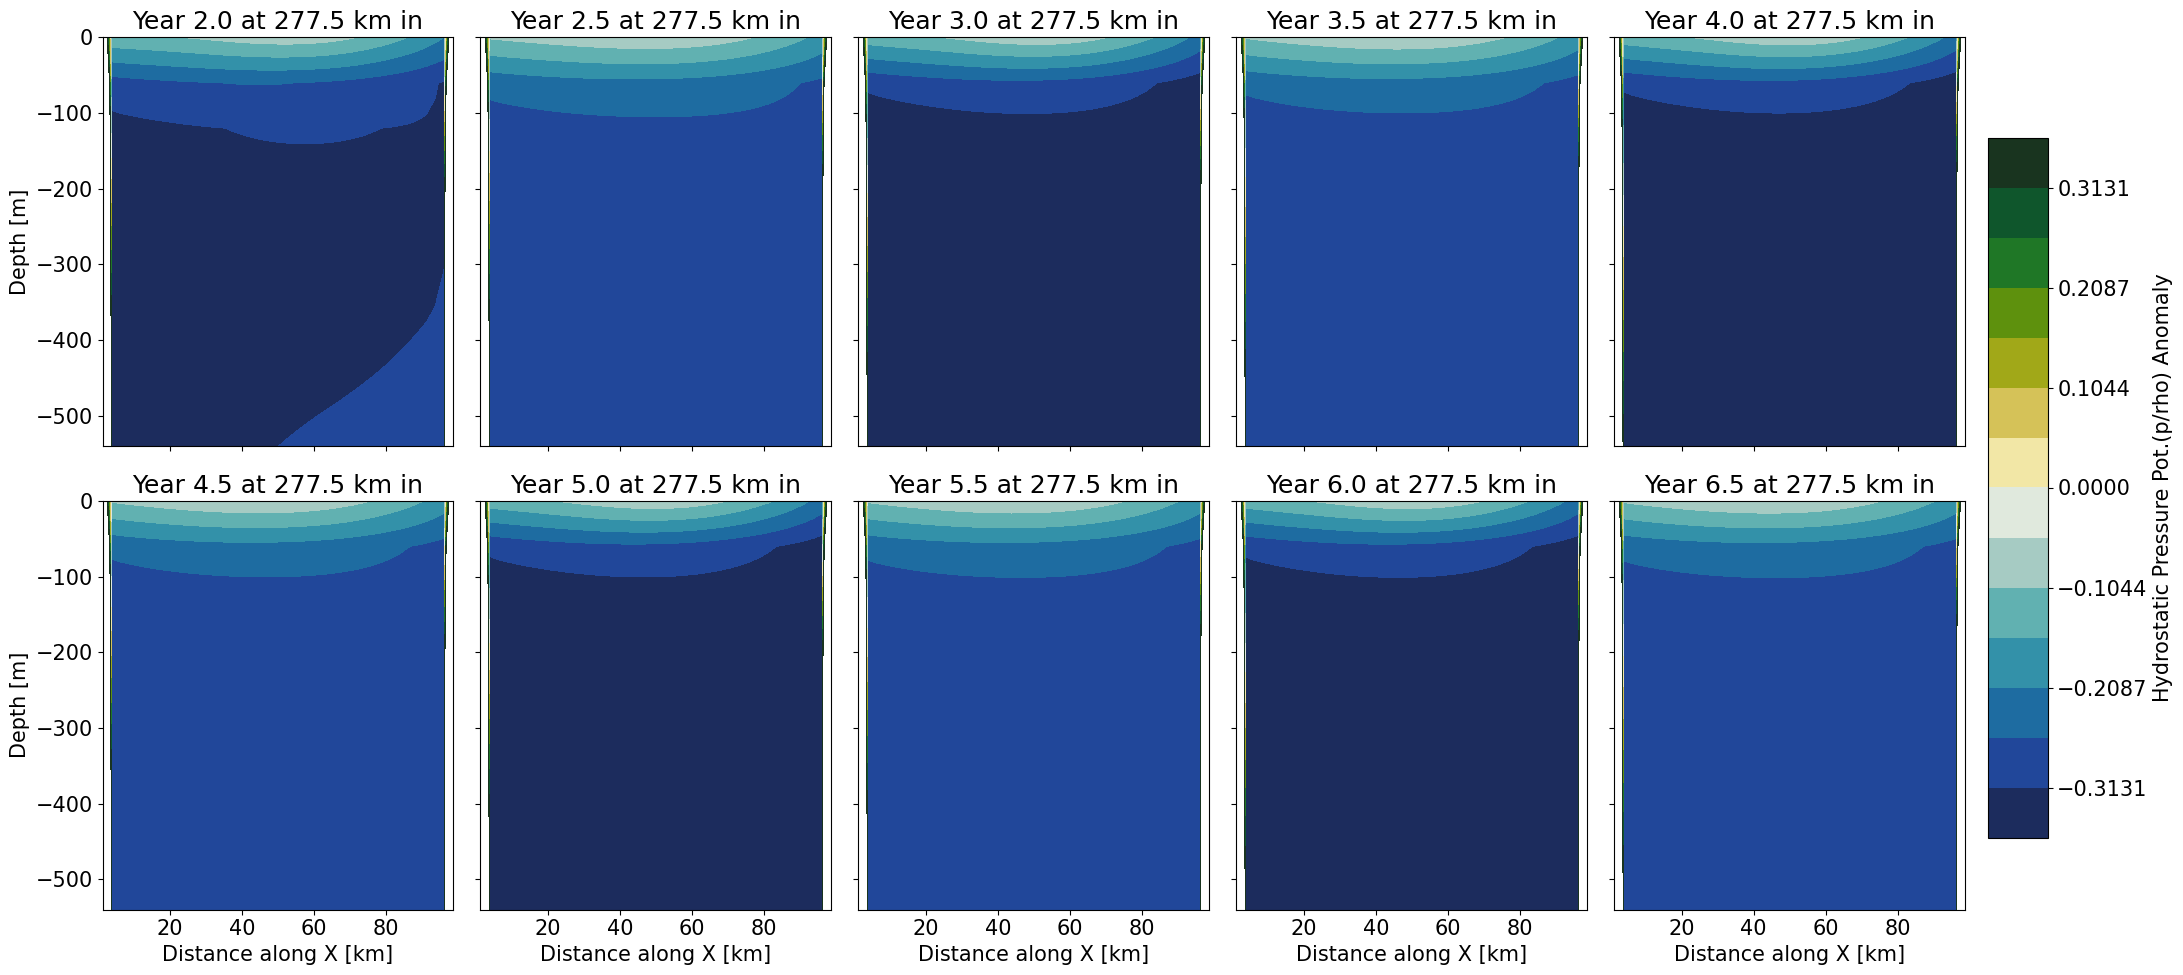 Year 2.0 at 277.5 km in
Year 2.5 at 277.5 km in
Year 3.0 at 277.5 km in
Year 3.5 at 277.5 km in
Year 4.0 at 277.5 km in
0
−100
−200
−300
−400
−500
Depth [m]
Year 4.5 at 277.5 km in
Year 5.0 at 277.5 km in
Year 5.5 at 277.5 km in
Year 6.0 at 277.5 km in
Year 6.5 at 277.5 km in
0
−100
−200
−300
−400
−500
Depth [m]
20 40 60 80
20 40 60 80
20 40 60 80
20 40 60 80
20 40 60 80
Distance along X [km]
Distance along X [km]
Distance along X [km]
Distance along X [km]
Distance along X [km]
0.3131
0.2087
0.1044
0.0000
−0.1044
−0.2087
−0.3131
Hydrostatic Pressure Pot.(p/rho) Anomaly